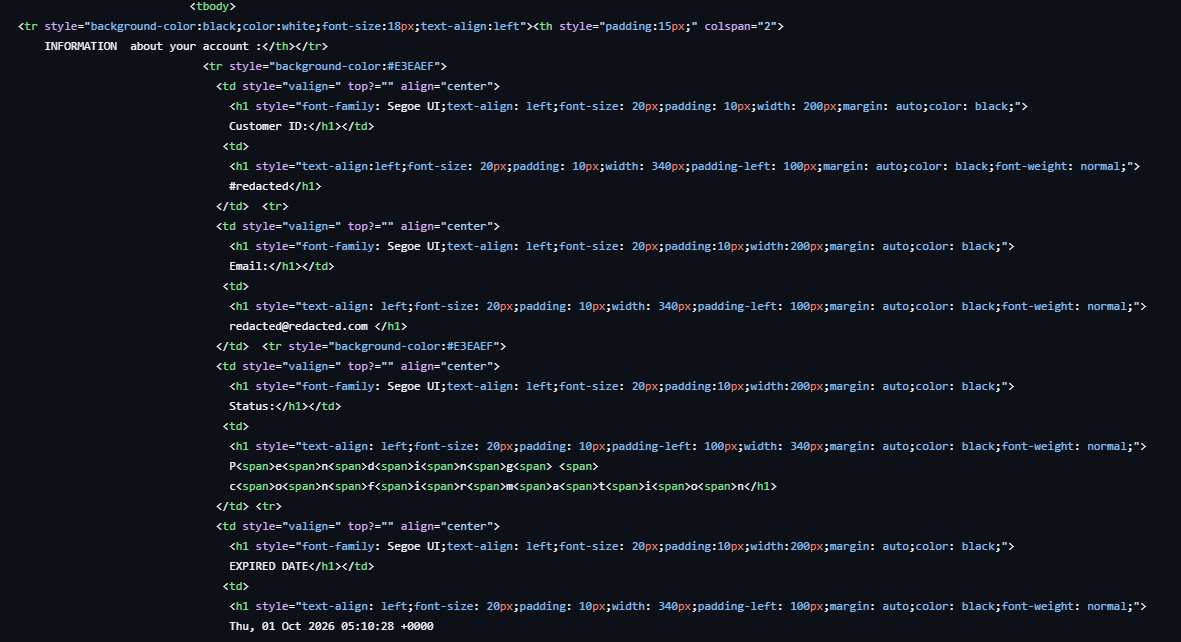 <tbody>
<tr style="background-color:black;color:white;font-size:18px;text-align:left"><th style="padding:15px;" colspan="2">
INFORMATION  about your account :</th></tr>
<tr style="background-color:#E3EAEF">
<td style="valign=" top?="" align="center">
<h1 style="font-family: Segoe UI;text-align: left;font-size: 20px;padding: 10px;width: 200px;margin: auto;color: black;">
Customer ID:</h1></td>
<td>
<h1 style="text-align:left;font-size: 20px;padding: 10px;width: 340px;padding-left: 100px;margin: auto;color: black;font-weight: normal;">
#redacted</h1>
</td>  <tr>
<td style="valign=" top?="" align="center">
<h1 style="font-family: Segoe UI;text-align: left;font-size: 20px;padding:10px;width:200px;margin: auto;color: black;">
Email:</h1></td>
<td>
<h1 style="text-align: left;font-size: 20px;padding: 10px;width: 340px;padding-left: 100px;margin: auto;color: black;font-weight: normal;">
redacted@redacted.com </h1>
</td>  <tr style="background-color:#E3EAEF">
<td style="valign=" top?="" align="center">
<h1 style="font-family: Segoe UI;text-align: left;font-size: 20px;padding:10px;width:200px;margin: auto;color: black;">
Status:</h1></td>
<td>
<h1 style="text-align: left;font-size: 20px;padding: 10px;padding-left: 100px;width: 340px;margin: auto;color: black;font-weight: normal;">
P<span>e<span>n<span>d<span>i<span>n<span>g<span> <span>
c<span>o<span>n<span>f<span>i<span>r<span>m<span>a<span>t<span>i<span>o<span>n</h1>
</td> <tr>
<td style="valign=" top?="" align="center">
<h1 style="font-family: Segoe UI;text-align: left;font-size: 20px;padding:10px;width:200px;margin: auto;color: black;">
EXPIRED DATE</h1></td>
<td>
<h1 style="text-align: left;font-size: 20px;padding: 10px;width: 340px;padding-left: 100px;margin: auto;color: black;font-weight: normal;">
Thu, 01 Oct 2026 05:10:28 +0000